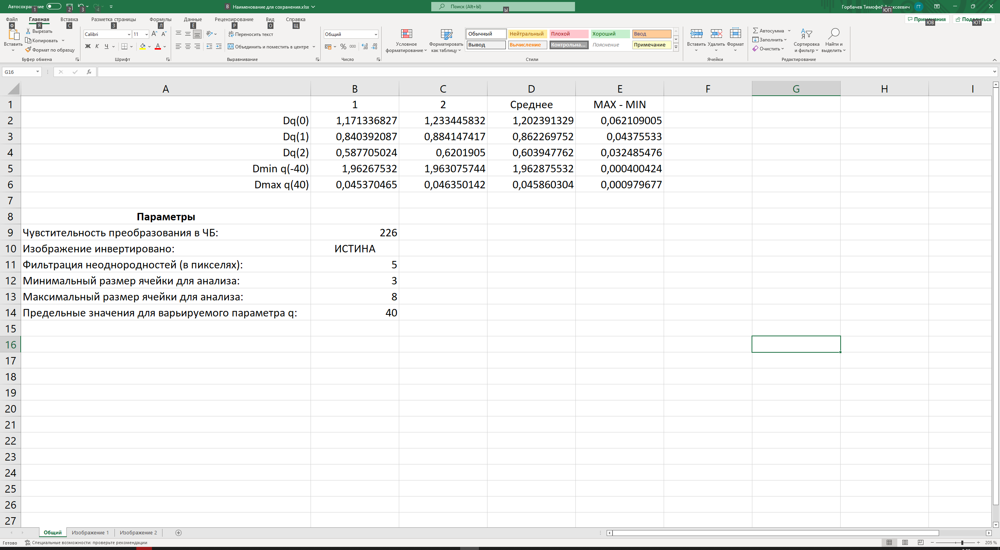 Автосохранение 1 2 3 4 В Наименование для сохранения.xlsx Поиск (Alt+Ы) Ы Горбачев Тимофей Алексеевич ЮП ГТ
Файл Главная Вставка Разметка страницы Формулы Данные Рецензирование Вид Справка Примечания Поделиться
Ф Я С З Л Ё Р О Щ ЮВ ЮТ
Вставить
Вырезать
Копировать
Формат по образцу
Буфер обмена
Calibri 11
Ж К Ч
Шрифт
Переносить текст
Объединить и поместить в центре
Выравнивание
Общий
% 000
Число
Условное форматирование
Форматировать как таблицу
Обычный Нейтральный Плохой Хороший Ввод
Вывод Вычисление Контрольна... Пояснение Примечание
Стили
Вставить Удалить Формат
Ячейки
Автосумма
Заполнить
Очистить
Сортировка и фильтр
Найти и выделить
Редактирование
G16 fx
A B C D E F G H I
1 1 2 Среднее MAX - MIN
2 Dq(0) 1,171336827 1,233445832 1,202391329 0,062109005
3 Dq(1) 0,840392087 0,884147417 0,862269752 0,04375533
4 Dq(2) 0,587705024 0,6201905 0,603947762 0,032485476
5 Dmin q(-40) 1,96267532 1,963075744 1,962875532 0,000400424
6 Dmax q(40) 0,045370465 0,046350142 0,045860304 0,000979677
7
8 Параметры
9 Чувстительность преобразования в ЧБ: 226
10 Изображение инвертировано: ИСТИНА
11 Фильтрация неоднородностей (в пикселях): 5
12 Минимальный размер ячейки для анализа: 3
13 Максимальный размер ячейки для анализа: 8
14 Предельные значения для варьируемого параметра q: 40
15
16
17
18
19
20
21
22
23
24
25
26
27
Общий Изображение 1 Изображение 2
Готово Специальные возможности: проверьте рекомендации 205 %